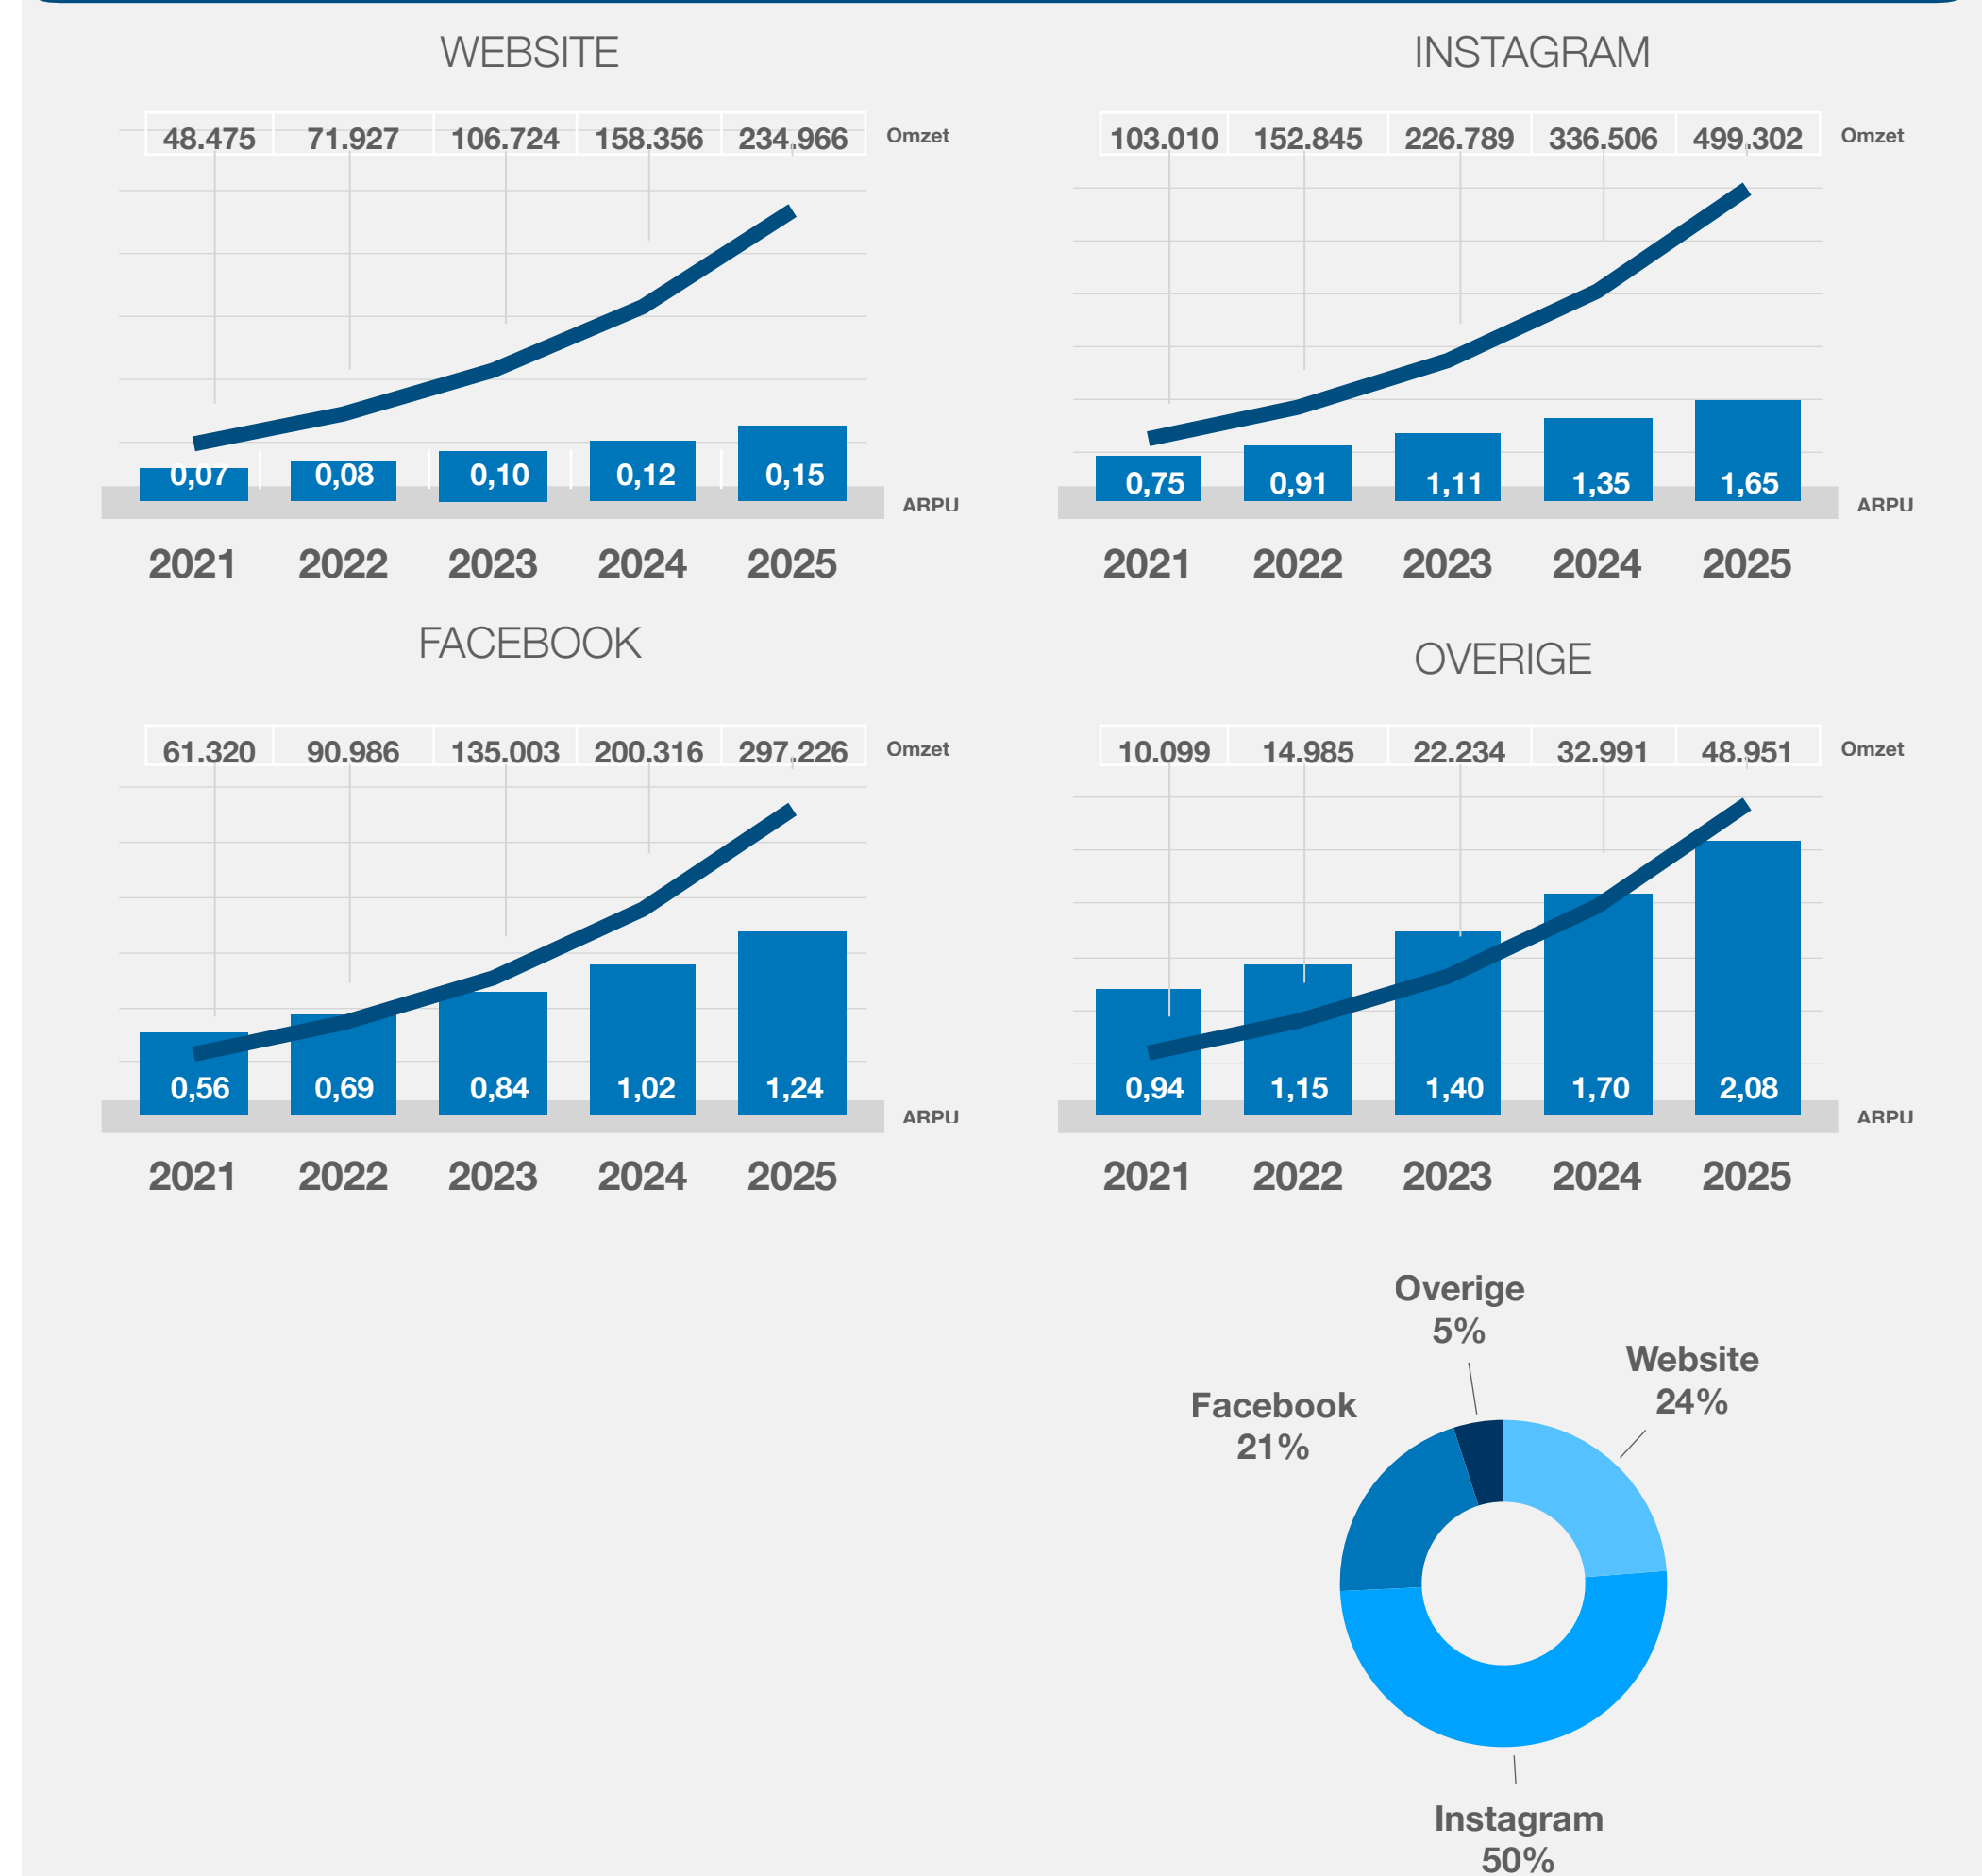 WEBSITE
48.475 71.927 106.724 158.356 234.966 Omzet
0,07 0,08 0,10 0,12 0,15
ARPU
2021 2022 2023 2024 2025
INSTAGRAM
103.010 152.845 226.789 336.506 499.302 Omzet
0,75 0,91 1,11 1,35 1,65
ARPU
2021 2022 2023 2024 2025
FACEBOOK
61.320 90.986 135.003 200.316 297.226 Omzet
0,56 0,69 0,84 1,02 1,24
ARPU
2021 2022 2023 2024 2025
OVERIGE
10.099 14.985 22.234 32.991 48.951 Omzet
0,94 1,15 1,40 1,70 2,08
ARPU
2021 2022 2023 2024 2025
Overige
5%
Website
24%
Facebook
21%
Instagram
50%